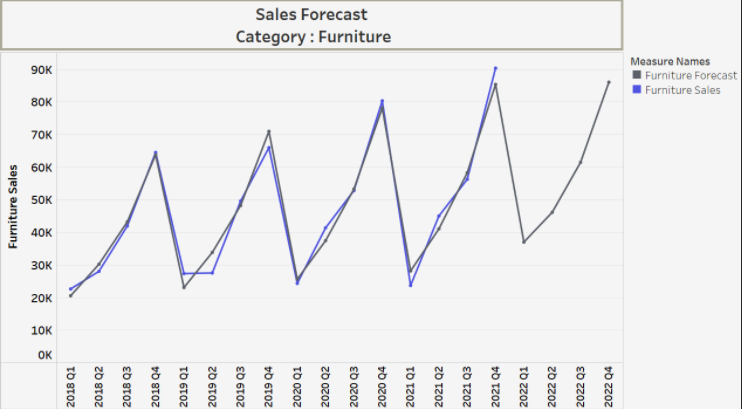 Sales Forecast
Category : Furniture
Measure Names
Furniture Forecast
Furniture Sales
Furniture Sales
90K
80K
70K
60K
50K
40K
30K
20K
10K
0K
2018 Q1
2018 Q2
2018 Q3
2018 Q4
2019 Q1
2019 Q2
2019 Q3
2019 Q4
2020 Q1
2020 Q2
2020 Q3
2020 Q4
2021 Q1
2021 Q2
2021 Q3
2021 Q4
2022 Q1
2022 Q2
2022 Q3
2022 Q4